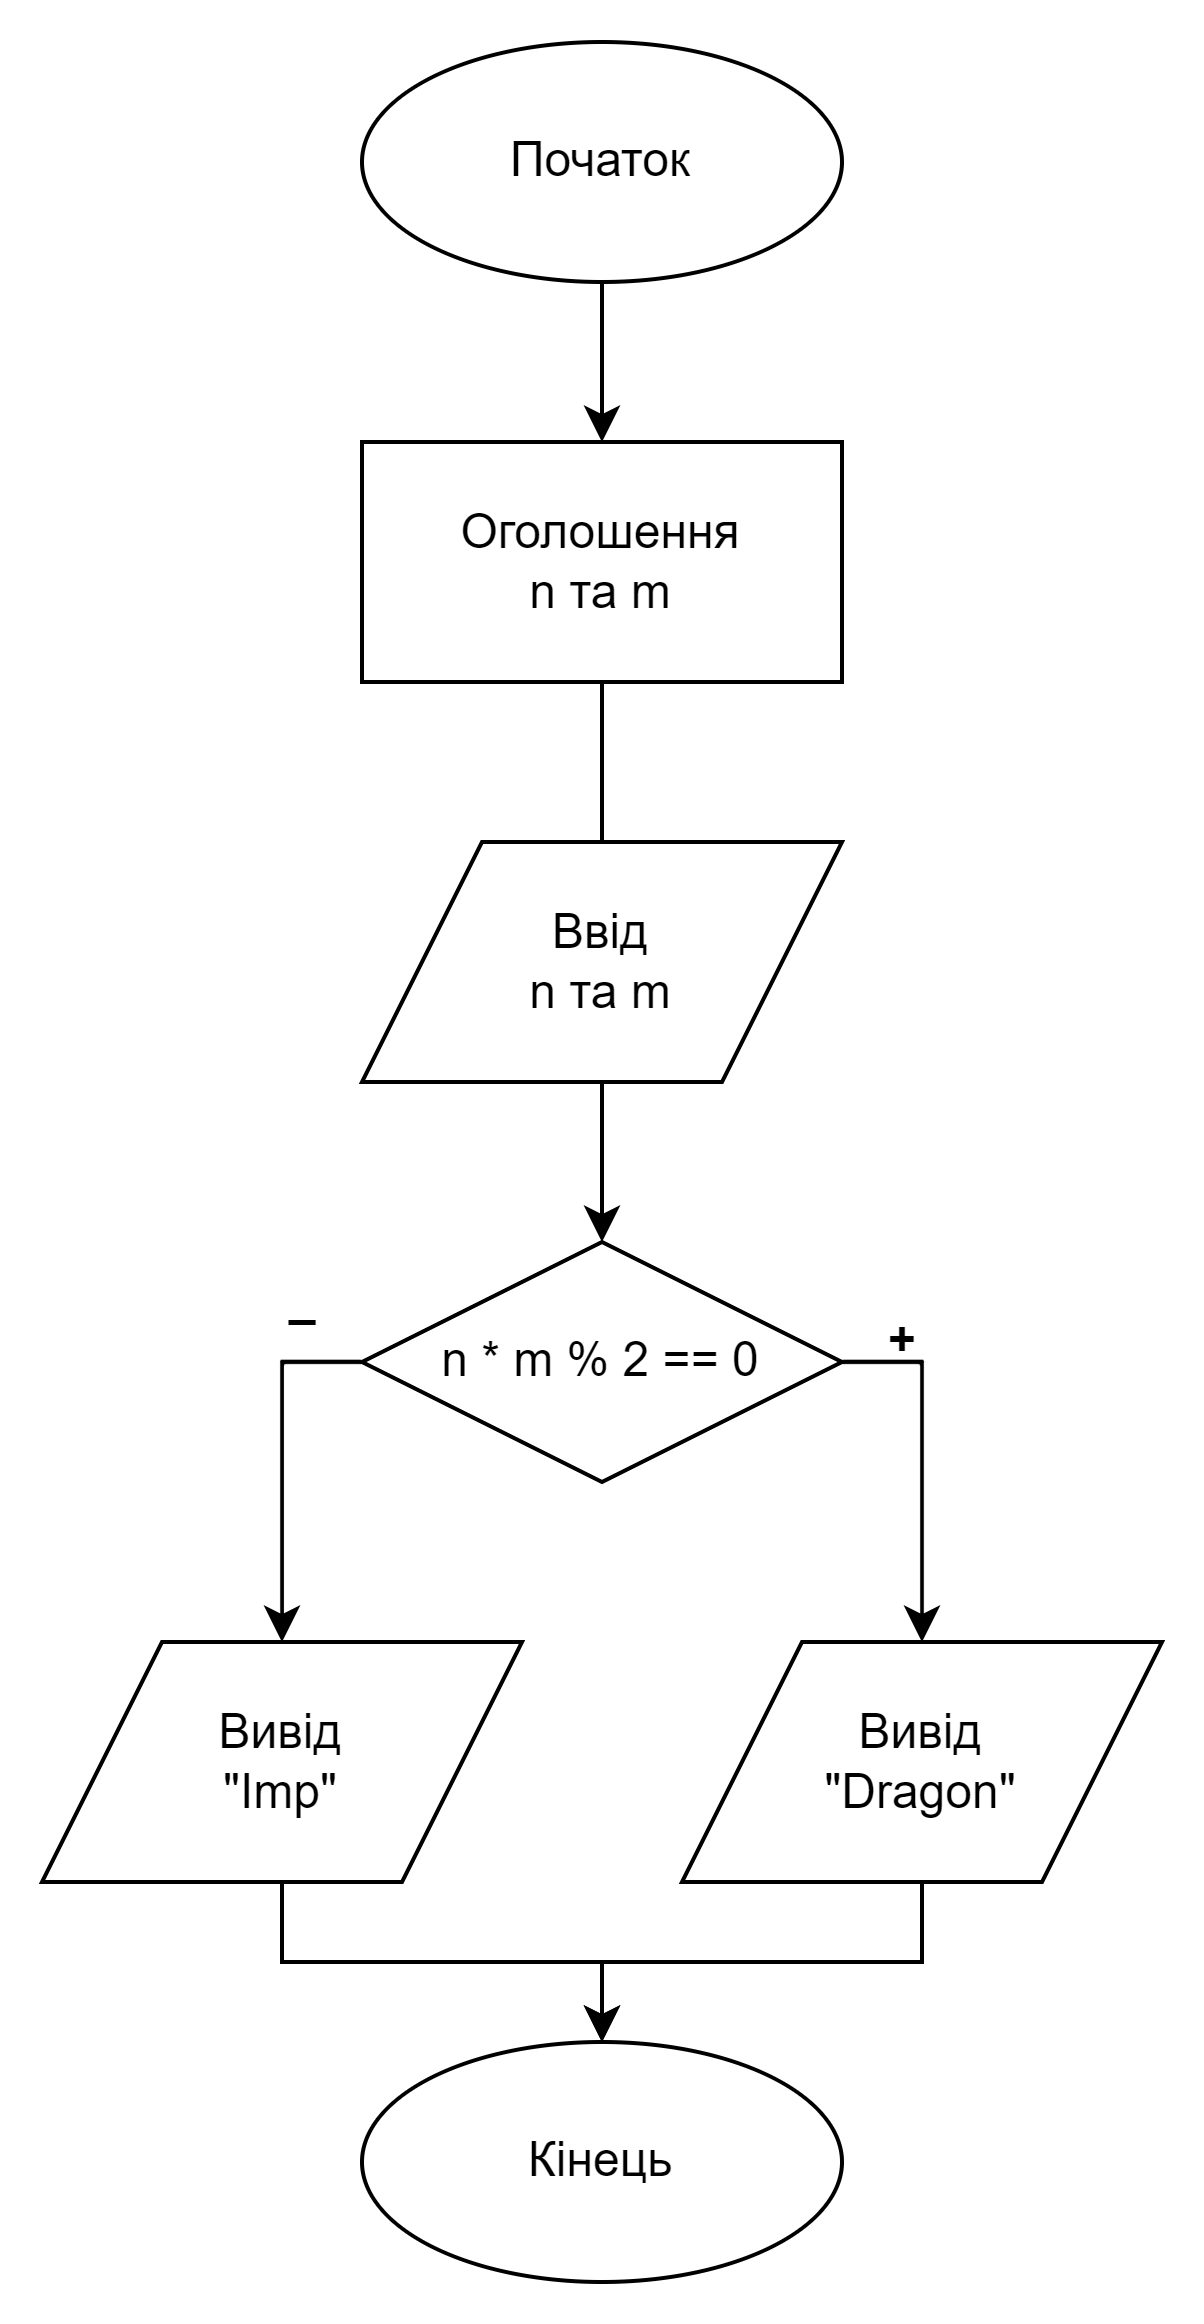 Початок
Оголошення
n та m
Ввід
n та m
–
n * m % 2 == 0
+
Вивід
"Imp"
Вивід
"Dragon"
Кінець